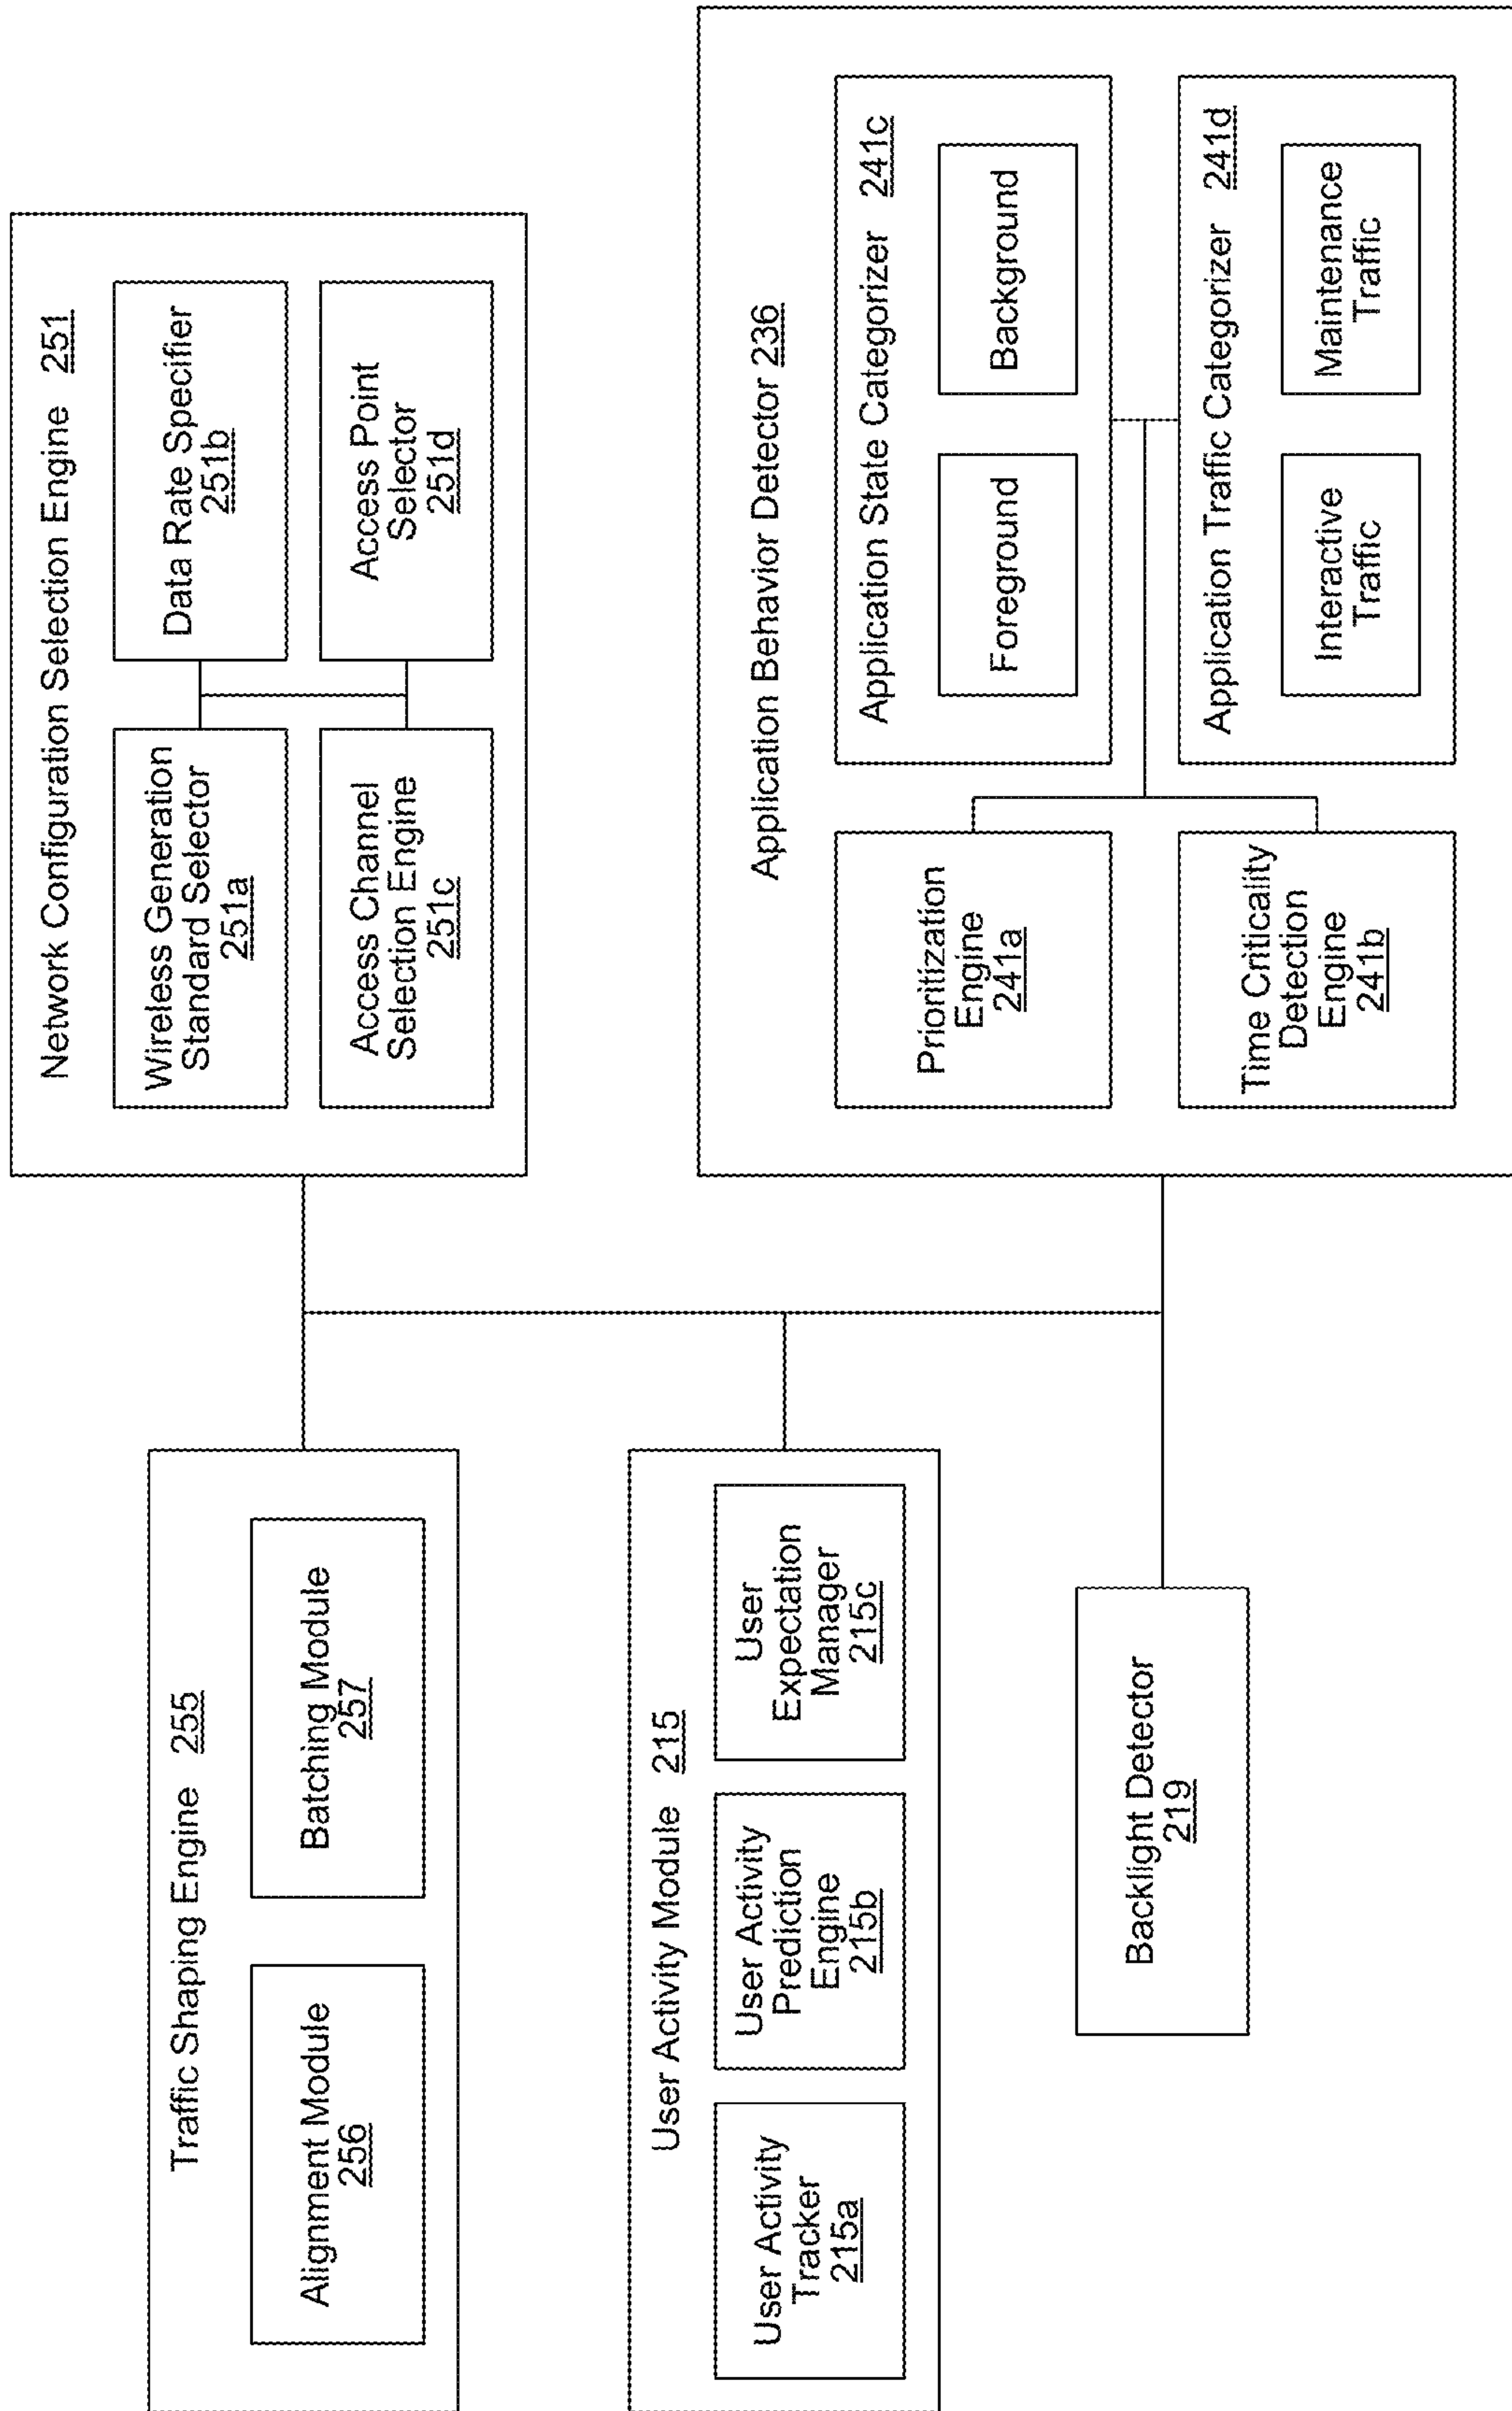 Traffic Shaping Engine 255
Alignment Module
256
Batching Module
257
User Activity Module 215
User Activity
Tracker
215a
User Activity
Prediction
Engine
215b
User
Expectation
Manager
215c
Backlight Detector
219
Network Configuration Selection Engine 251
Wireless Generation
Standard Selector
251a
Data Rate Specifier
251b
Access Channel
Selection Engine
251c
Access Point
Selector
251d
Application Behavior Detector 236
Prioritization
Engine
241a
Time Criticality
Detection
Engine
241b
Application State Categorizer 241c
Foreground
Background
Application Traffic Categorizer 241d
Interactive
Traffic
Maintenance
Traffic